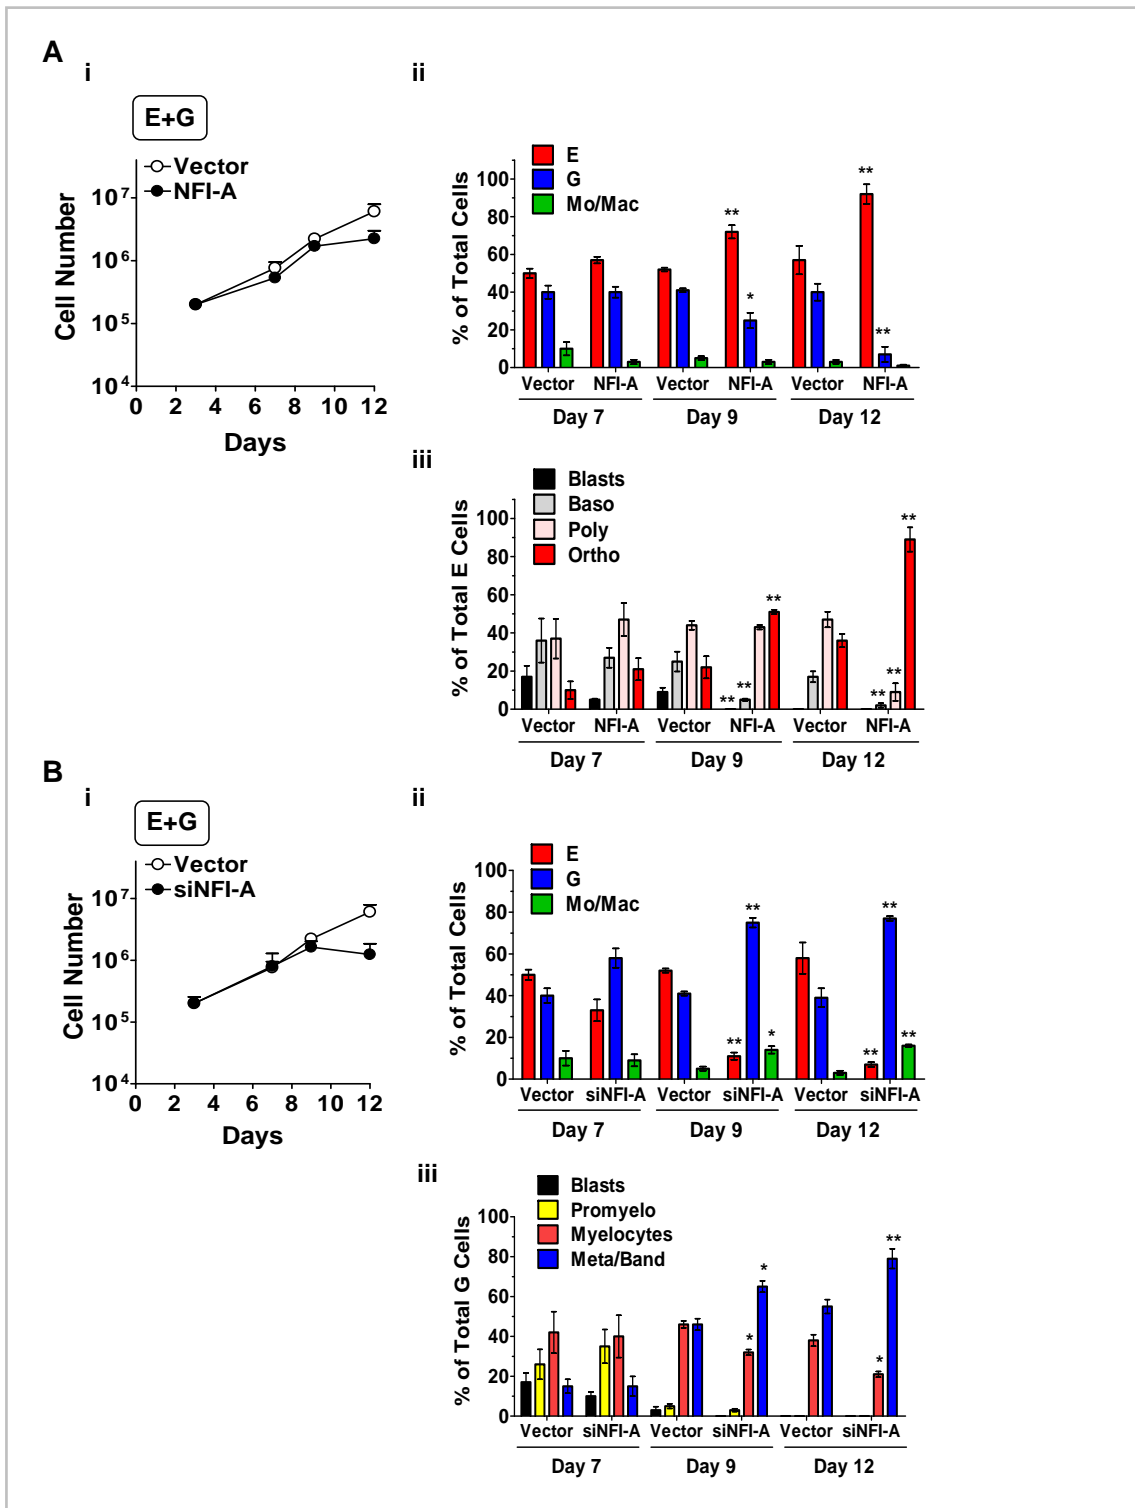 A
i
E+G
Vector
NFI-A
Cell Number
10⁷
10⁶
10⁵
10⁴
0 2 4 6 8 10 12
Days
ii
E
G
Mo/Mac
% of Total Cells
100
80
60
40
20
0
** ** * ** **
Vector NFI-A Vector NFI-A Vector NFI-A
Day 7 Day 9 Day 12
iii
Blasts
Baso
Poly
Ortho
% of Total E Cells
100
80
60
40
20
0
** ** ** ** ** **
Vector NFI-A Vector NFI-A Vector NFI-A
Day 7 Day 9 Day 12
B
i
E+G
Vector
siNFI-A
Cell Number
10⁷
10⁶
10⁵
10⁴
0 2 4 6 8 10 12
Days
ii
E
G
Mo/Mac
% of Total Cells
100
80
60
40
20
0
** ** * ** ** **
Vector siNFI-A Vector siNFI-A Vector siNFI-A
Day 7 Day 9 Day 12
iii
Blasts
Promyelo
Myelocytes
Meta/Band
% of Total G Cells
100
80
60
40
20
0
* * * **
Vector siNFI-A Vector siNFI-A Vector siNFI-A
Day 7 Day 9 Day 12